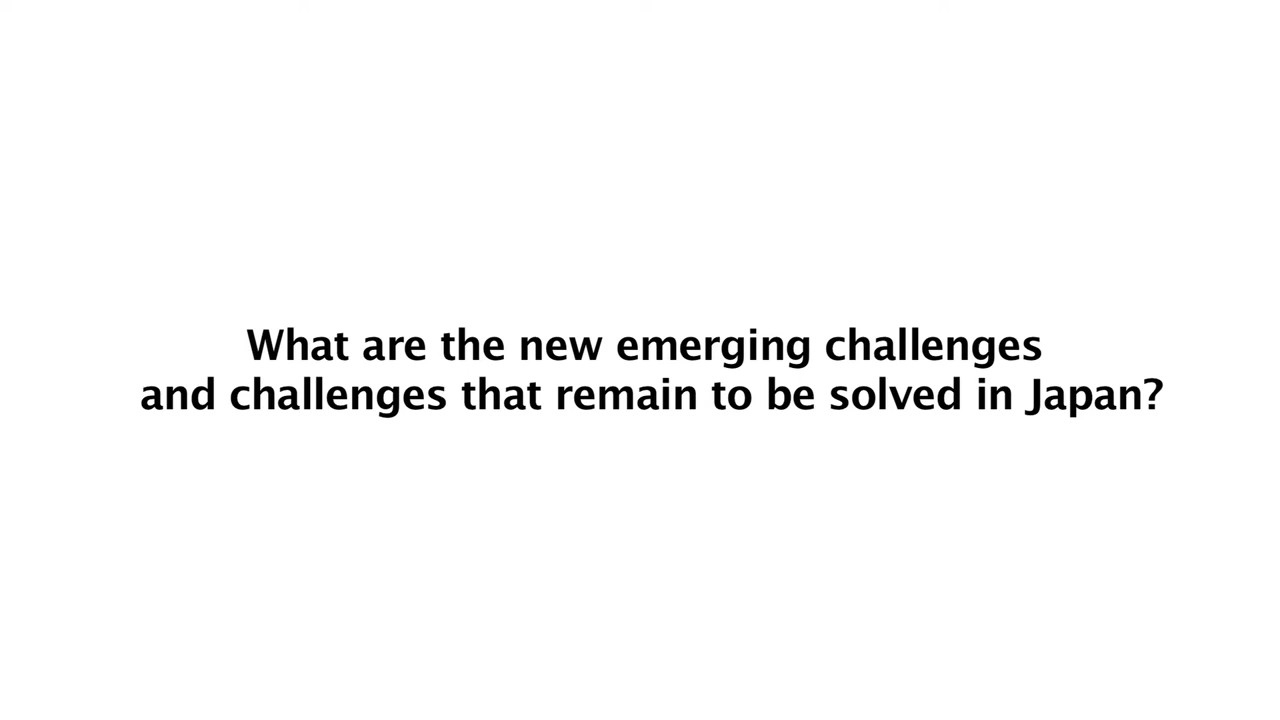 What are the new emerging challenges
and challenges that remain to be solved in Japan?